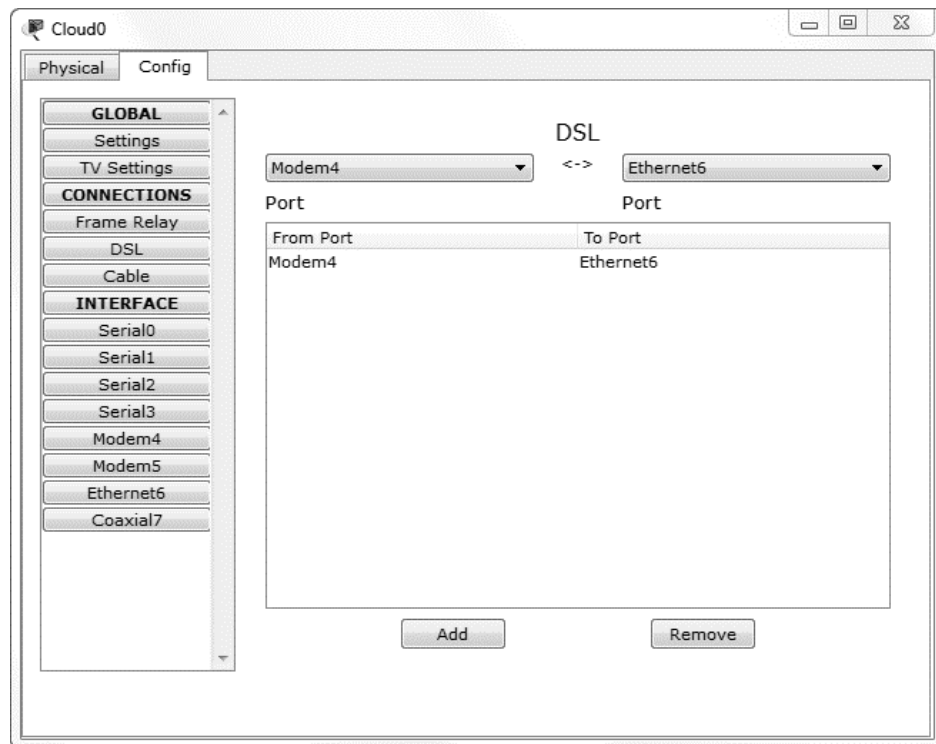 Cloud0
Physical Config
GLOBAL
Settings
TV Settings
CONNECTIONS
Frame Relay
DSL
Cable
INTERFACE
Serial0
Serial1
Serial2
Serial3
Modem4
Modem5
Ethernet6
Coaxial7
DSL
Modem4 <-> Ethernet6
Port Port
From Port To Port
Modem4 Ethernet6
Add Remove